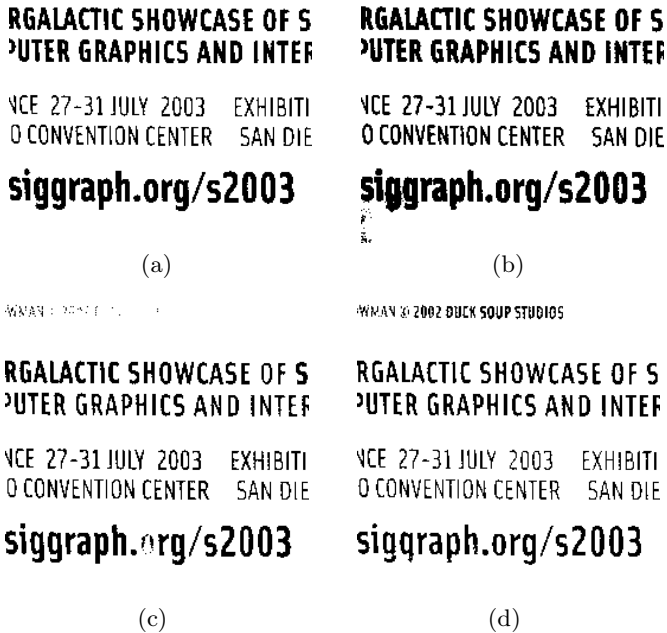 RGALACTIC SHOWCASE OF S
PUTER GRAPHICS AND INTER
NCE 27-31 JULY 2003 EXHIBITI
O CONVENTION CENTER SAN DIE
siggraph.org/s2003
(a)
RGALACTIC SHOWCASE OF S
PUTER GRAPHICS AND INTER
NCE 27-31 JULY 2003 EXHIBITI
O CONVENTION CENTER SAN DIE
siggraph.org/s2003
(b)
WMAN
RGALACTIC SHOWCASE OF S
PUTER GRAPHICS AND INTER
NCE 27-31 JULY 2003 EXHIBITI
O CONVENTION CENTER SAN DIE
siggraph.org/s2003
(c)
WMAN © 2002 DUCK SOUP STUDIOS
RGALACTIC SHOWCASE OF S
PUTER GRAPHICS AND INTER
NCE 27-31 JULY 2003 EXHIBITI
O CONVENTION CENTER SAN DIE
siggraph.org/s2003
(d)